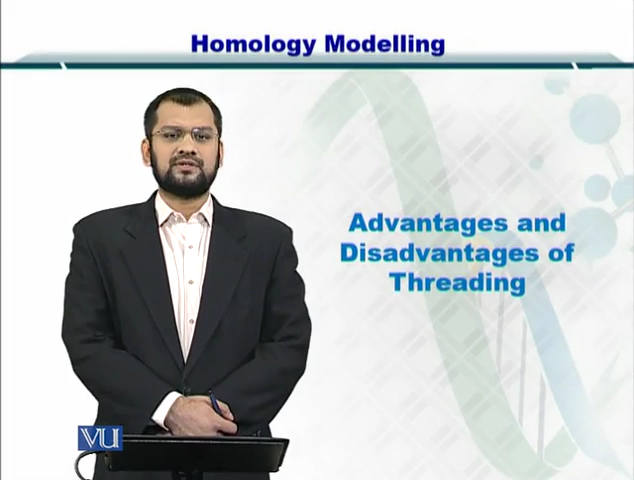 Homology Modelling
Advantages and
Disadvantages of
Threading
VU